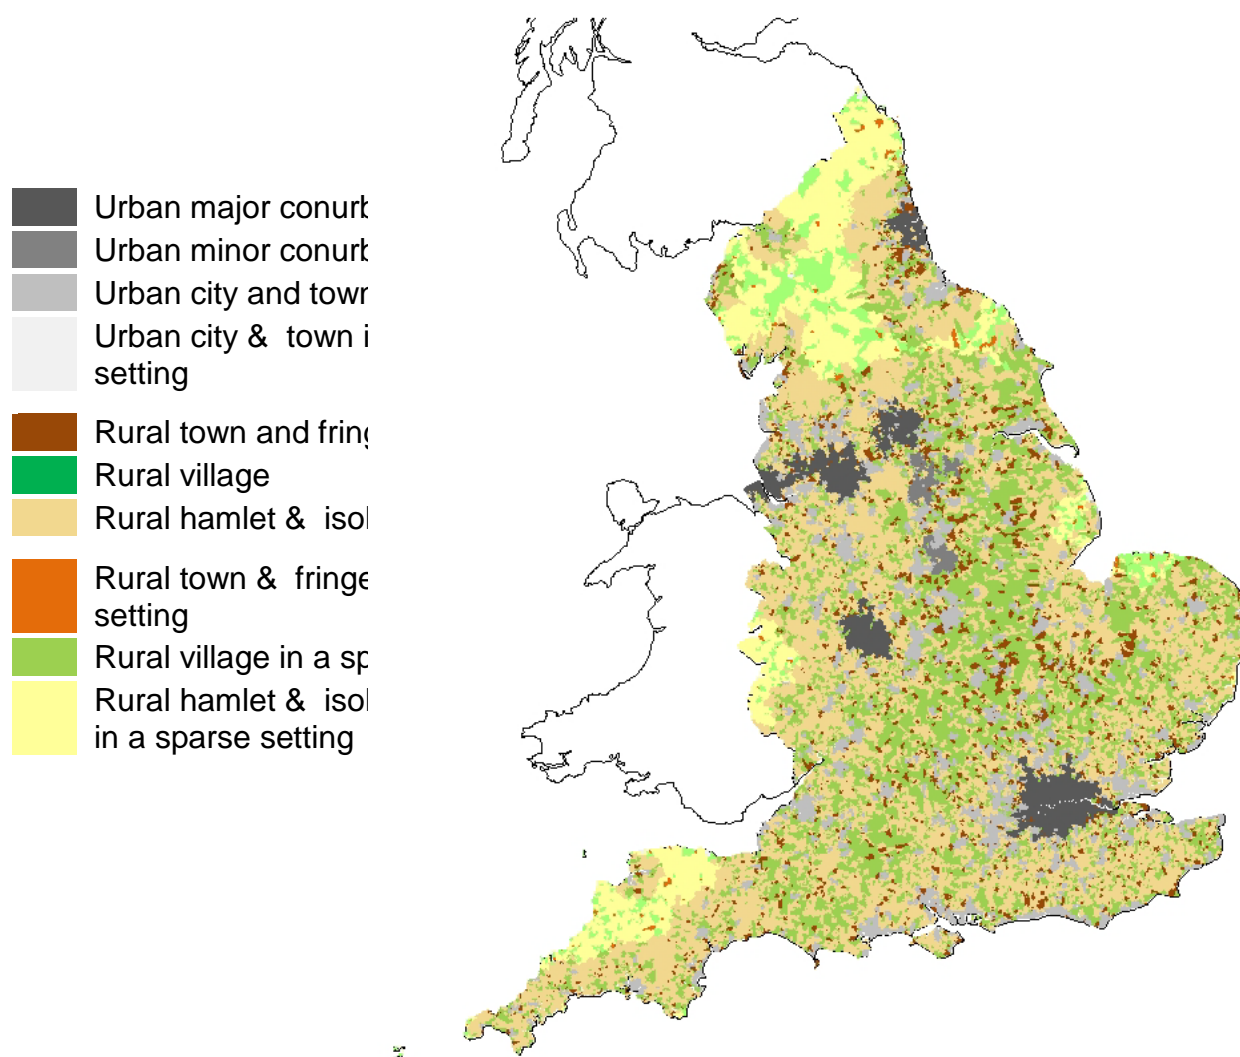 Urban major conurb
Urban minor conurb
Urban city and town
Urban city & town i
setting
Rural town and fring
Rural village
Rural hamlet & isol
Rural town & fringe
setting
Rural village in a sp
Rural hamlet & isol
in a sparse setting